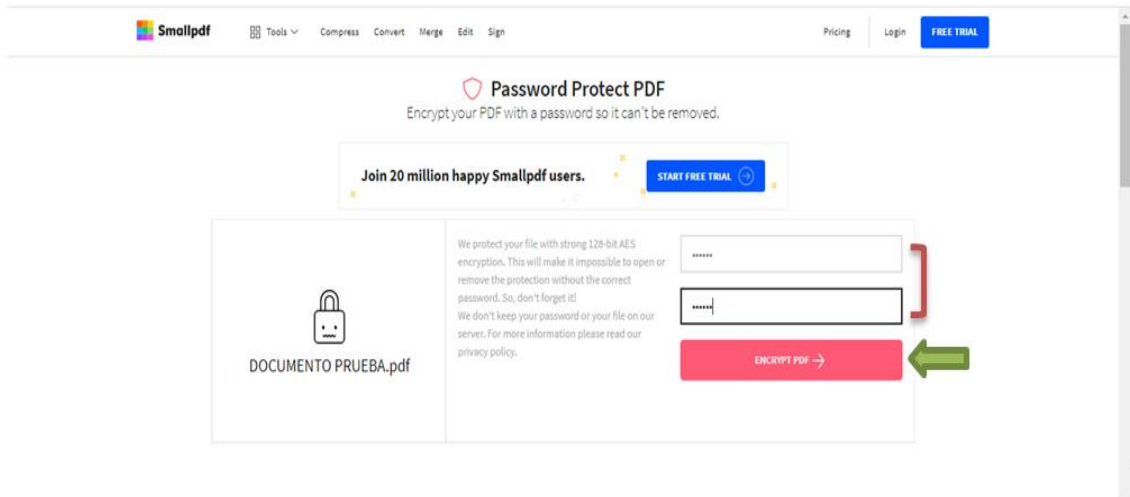 Smallpdf Tools Compress Convert Merge Edit Sign Pricing Login FREE TRIAL
Password Protect PDF
Encrypt your PDF with a password so it can't be removed.
Join 20 million happy Smallpdf users. START FREE TRIAL
We protect your file with strong 128-bit AES
encryption. This will make it impossible to open or
remove the protection without the correct
password. So, don't forget it!
We don't keep your password or your file on our
server. For more information please read our
privacy policy.
DOCUMENTO PRUEBA.pdf
ENCRYPT PDF